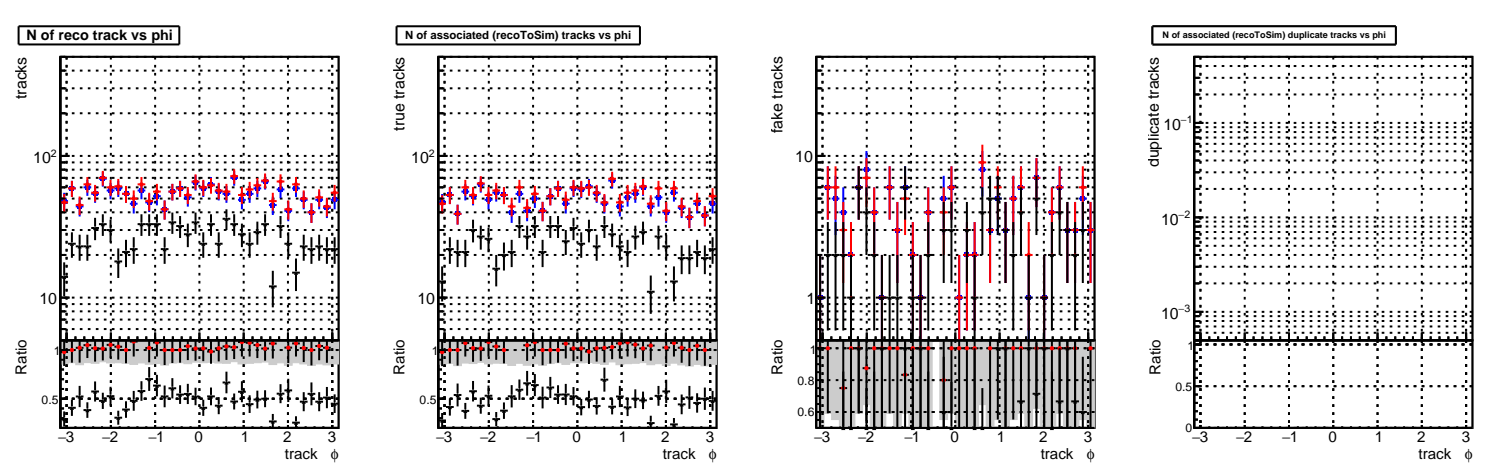 N of reco track vs phi
tracks
10²
10
Ratio
1
0.5
−3 −2 −1 0 1 2 3
track ϕ
N of associated (recoToSim) tracks vs phi
true tracks
10²
10
Ratio
1
0.5
−3 −2 −1 0 1 2 3
track ϕ
fake tracks
10
1
Ratio
1
0.8
0.6
−3 −2 −1 0 1 2 3
track ϕ
N of associated (recoToSim) duplicate tracks vs phi
duplicate tracks
10⁻¹
10⁻²
10⁻³
Ratio
1
0.5
0
−3 −2 −1 0 1 2 3
track ϕ